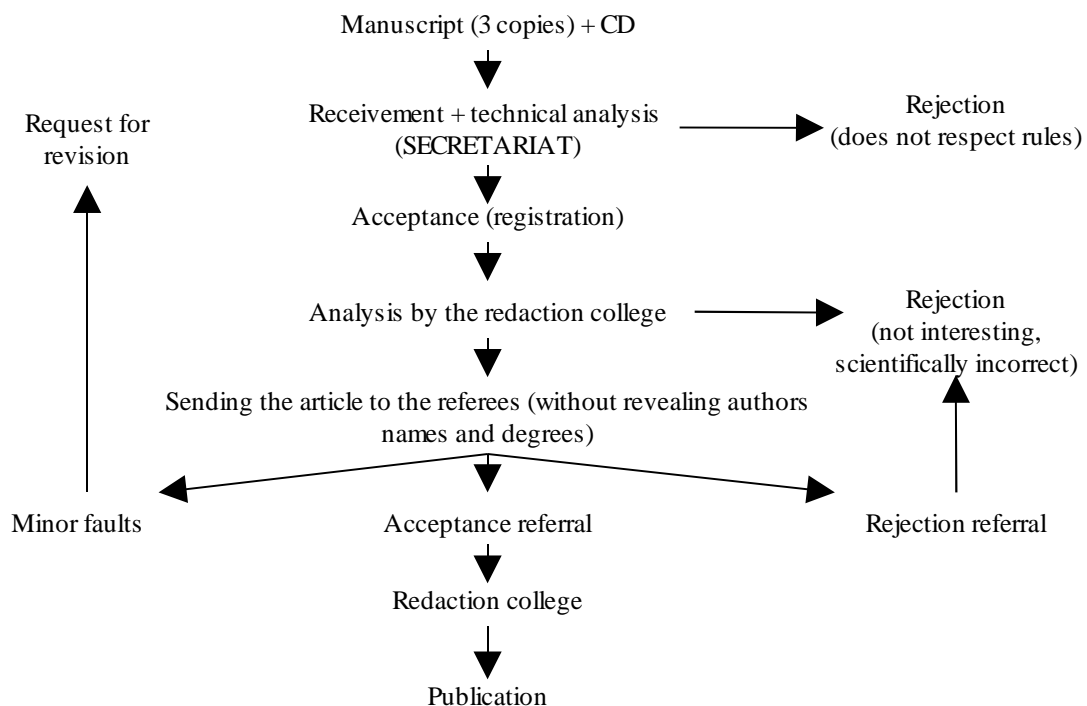 Manuscript (3 copies) + CD
Request for
revision
Receivement + technical analysis
(SECRETARIAT)
Rejection
(does not respect rules)
Acceptance (registration)
Analysis by the redaction college
Rejection
(not interesting,
scientifically incorrect)
Sending the article to the referees (without revealing authors
names and degrees)
Minor faults
Acceptance referral
Rejection referral
Redaction college
Publication